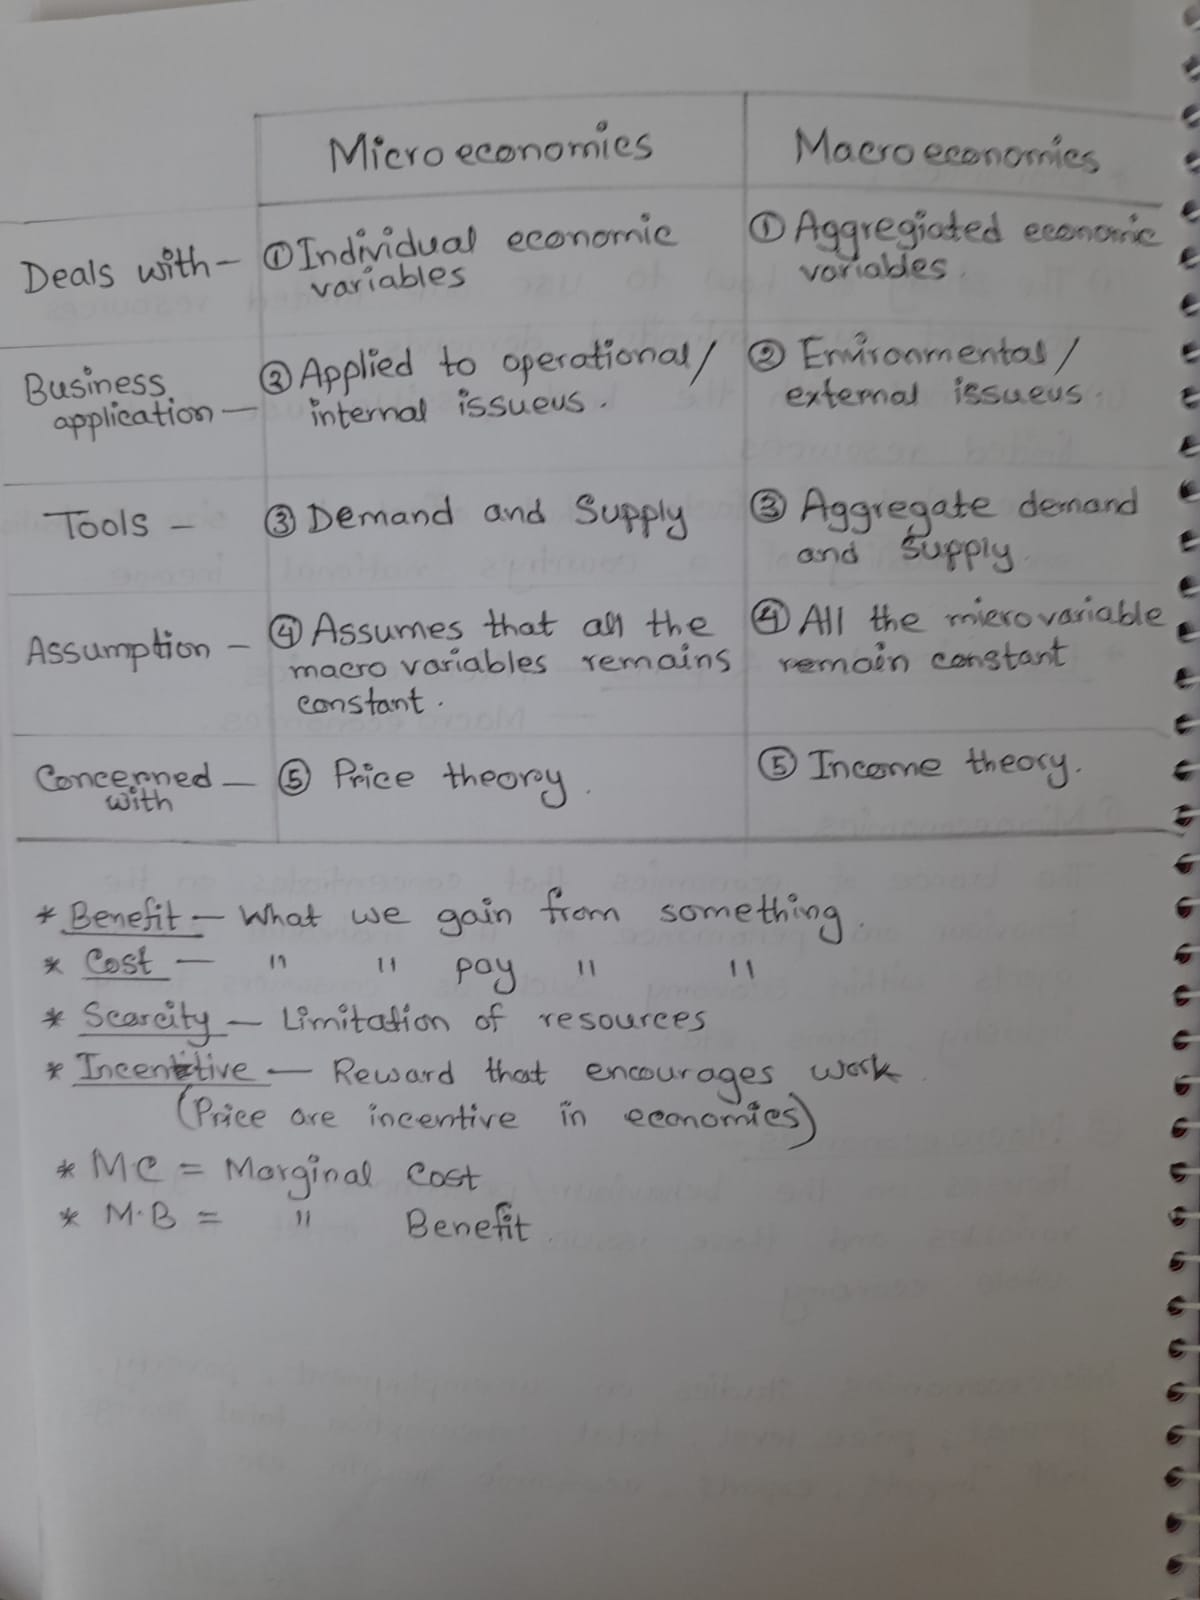 Microeconomics Macroeconomics
Deals with - ① Individual economic variables ① Aggregiated economic variables.
Business application - ② Applied to operational/ internal issueus. ② Environmental/ external issueus.
Tools - ③ Demand and Supply ③ Aggregate demand and supply.
Assumption - ④ Assumes that all the macro variables remains constant. ④ All the micro variable remain constant
Concerned with - ⑤ Price theory. ⑤ Income theory.
* Benefit - What we gain from something.
* Cost - " " pay " "
* Scarcity - Limitation of resources
* Incentive - Reward that encourages work.
(Price are incentive in economics)
* MC = Marginal Cost
* M.B = " Benefit.